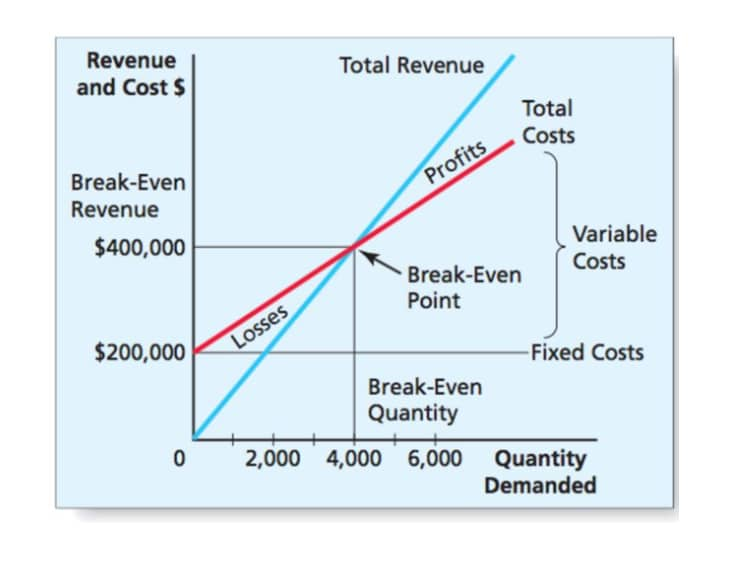 Revenue
and Cost $
Total Revenue
Total
Costs
Profits
Break-Even
Revenue
$400,000
Variable
Costs
Break-Even
Point
Losses
$200,000
Fixed Costs
Break-Even
Quantity
0 2,000 4,000 6,000 Quantity
Demanded